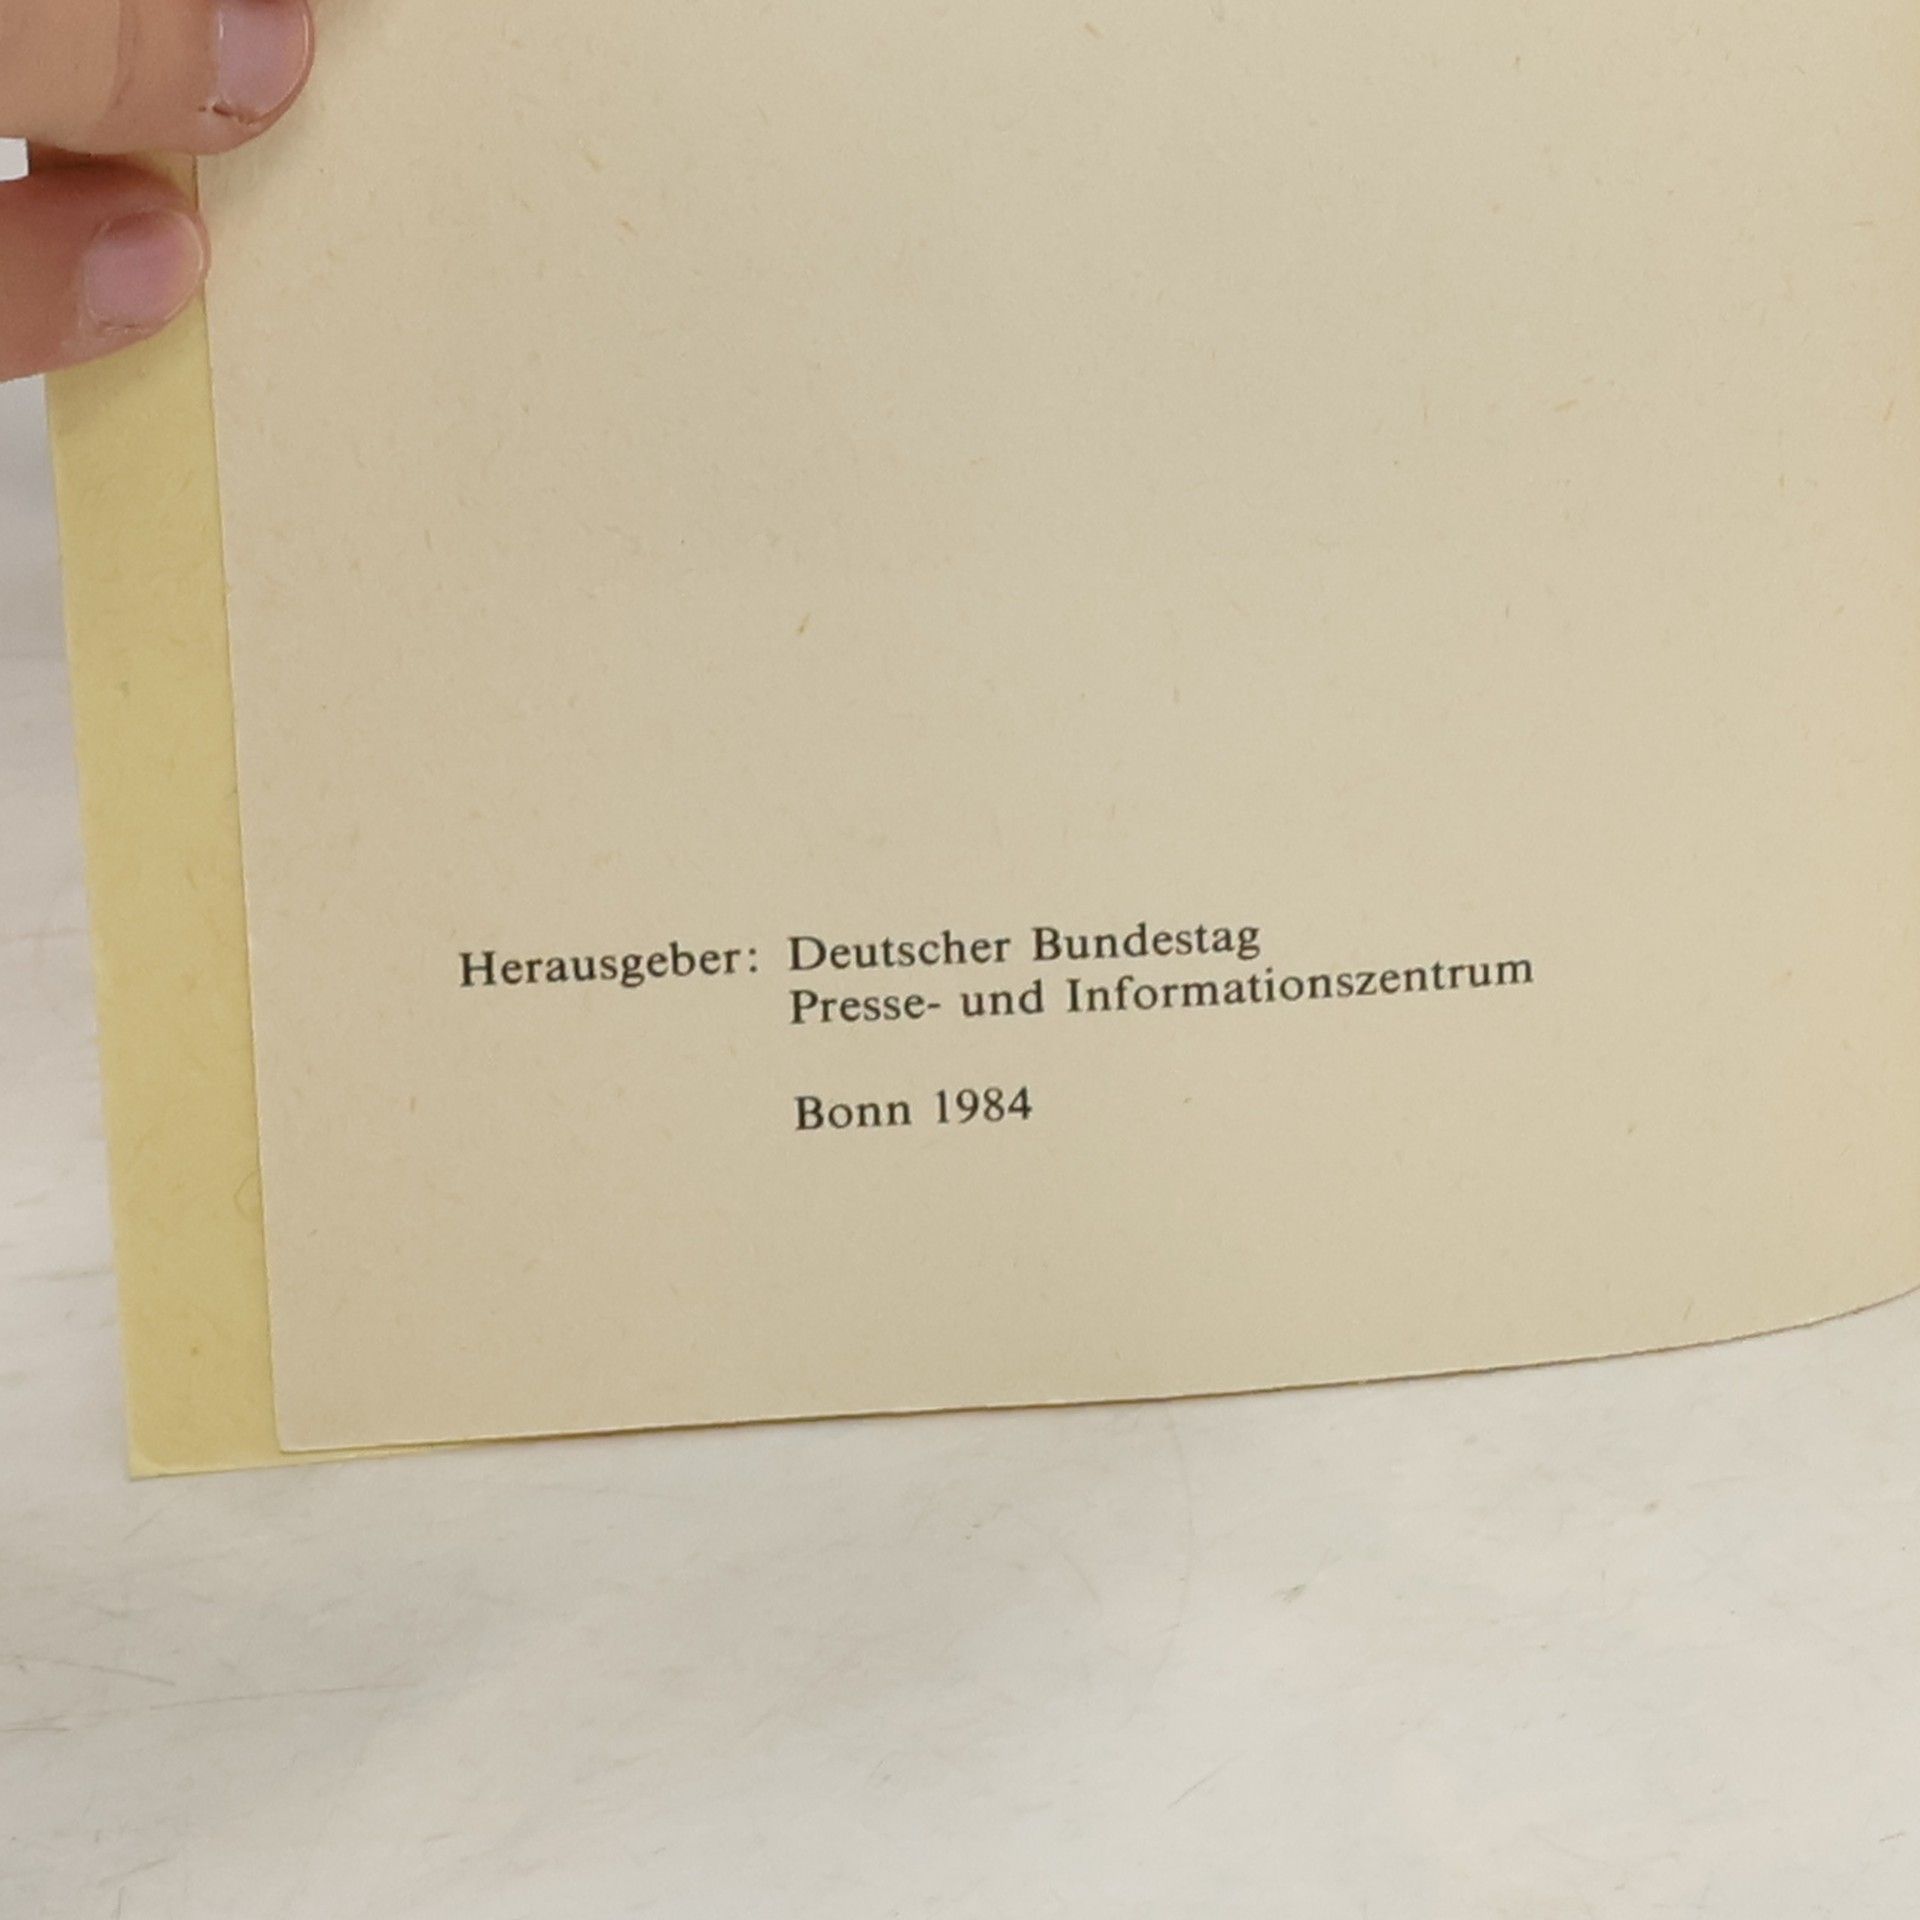 Herausgeber: Deutscher Bundestag
Presse- und Informationszentrum
Bonn 1984